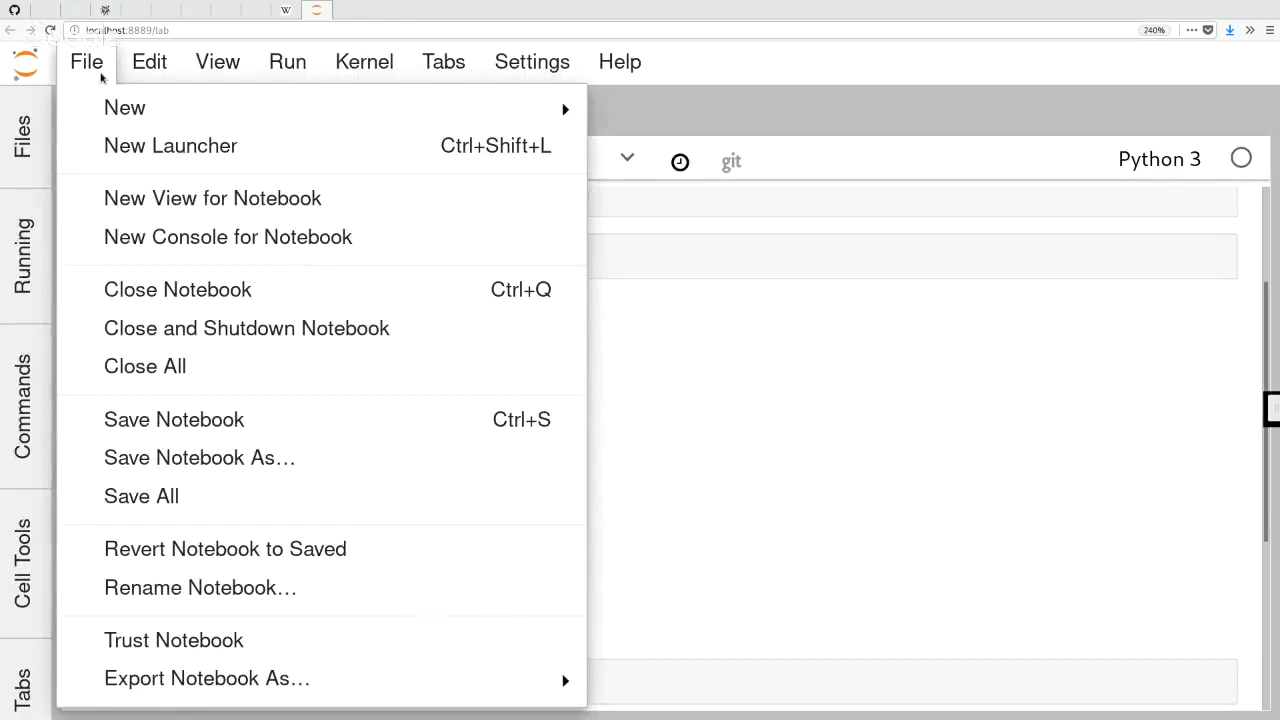 W
localhost:8889/lab
240%
File Edit View Run Kernel Tabs Settings Help
New
New Launcher Ctrl+Shift+L
New View for Notebook
New Console for Notebook
Close Notebook Ctrl+Q
Close and Shutdown Notebook
Close All
Save Notebook Ctrl+S
Save Notebook As…
Save All
Revert Notebook to Saved
Rename Notebook…
Trust Notebook
Export Notebook As…
git
Python 3
Files
Running
Commands
Cell Tools
Tabs